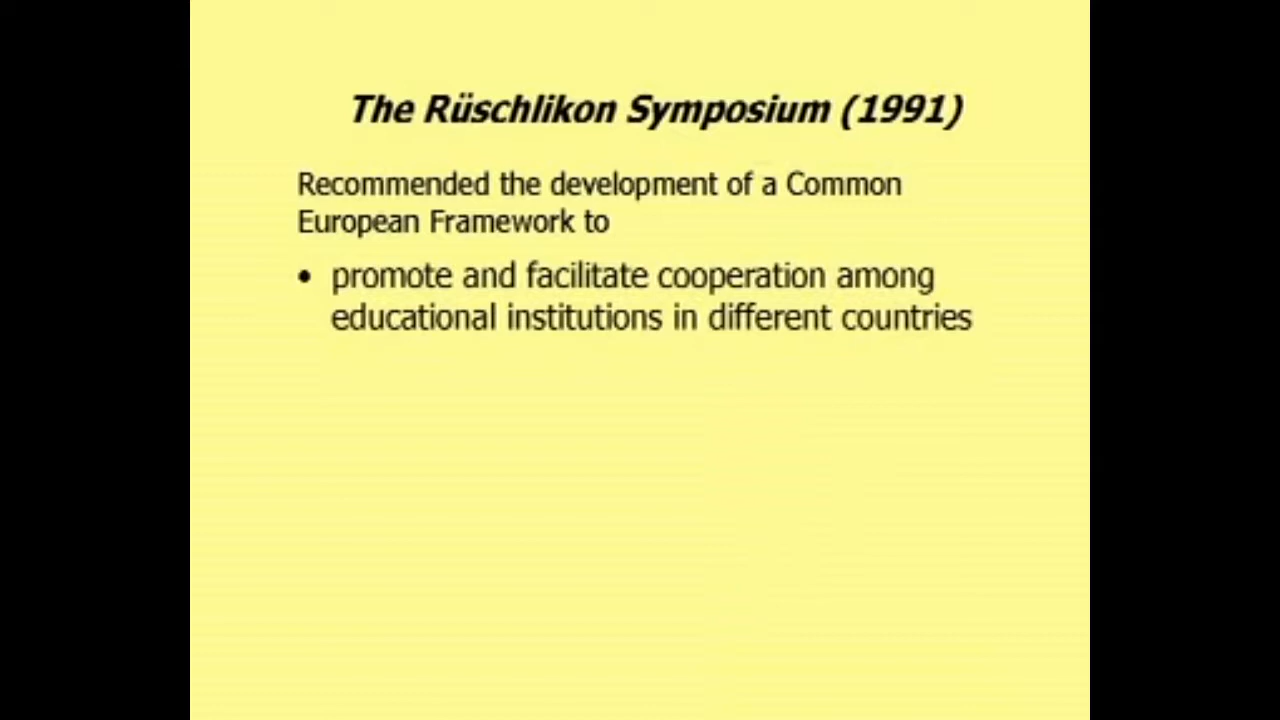 The Rüschlikon Symposium (1991)
Recommended the development of a Common
European Framework to
• promote and facilitate cooperation among
educational institutions in different countries